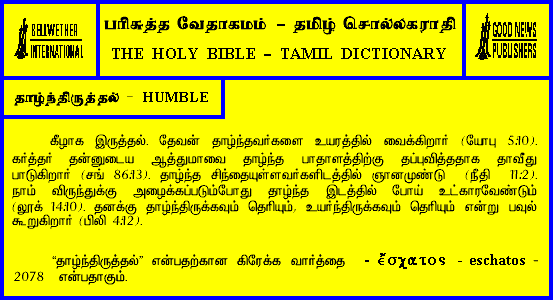 BELLWETHER
INTERNATIONAL
பரிசுத்த வேதாகமம் - தமிழ் சொல்லகராதி
THE HOLY BIBLE - TAMIL DICTIONARY
GOOD NEWS
PUBLISHERS
தாழ்ந்திருத்தல் - HUMBLE
கீழாக இருத்தல். தேவன் தாழ்ந்தவர்களை உயரத்தில் வைக்கிறார் (யோபு 5:10).
கர்த்தர் தன்னுடைய ஆத்துமாவை தாழ்ந்த பாதாளத்திற்கு தப்புவித்ததாக தாவீது
பாடுகிறார் (சங் 86:13). தாழ்ந்த சிந்தையுள்ளவர்களிடத்தில் ஞானமுண்டு (நீதி 11:2).
நாம் விருந்துக்கு அழைக்கப்படும்போது தாழ்ந்த இடத்தில் போய் உட்காரவேண்டும்
(லூக் 14:10). தனக்கு தாழ்ந்திருக்கவும் தெரியும், உயர்ந்திருக்கவும் தெரியும் என்று பவுல்
கூறுகிறார் (பிலி 4:12).
“தாழ்ந்திருத்தல்” என்பதற்கான கிரேக்க வார்த்தை - ἔσχατος - eschatos -
2078 என்பதாகும்.